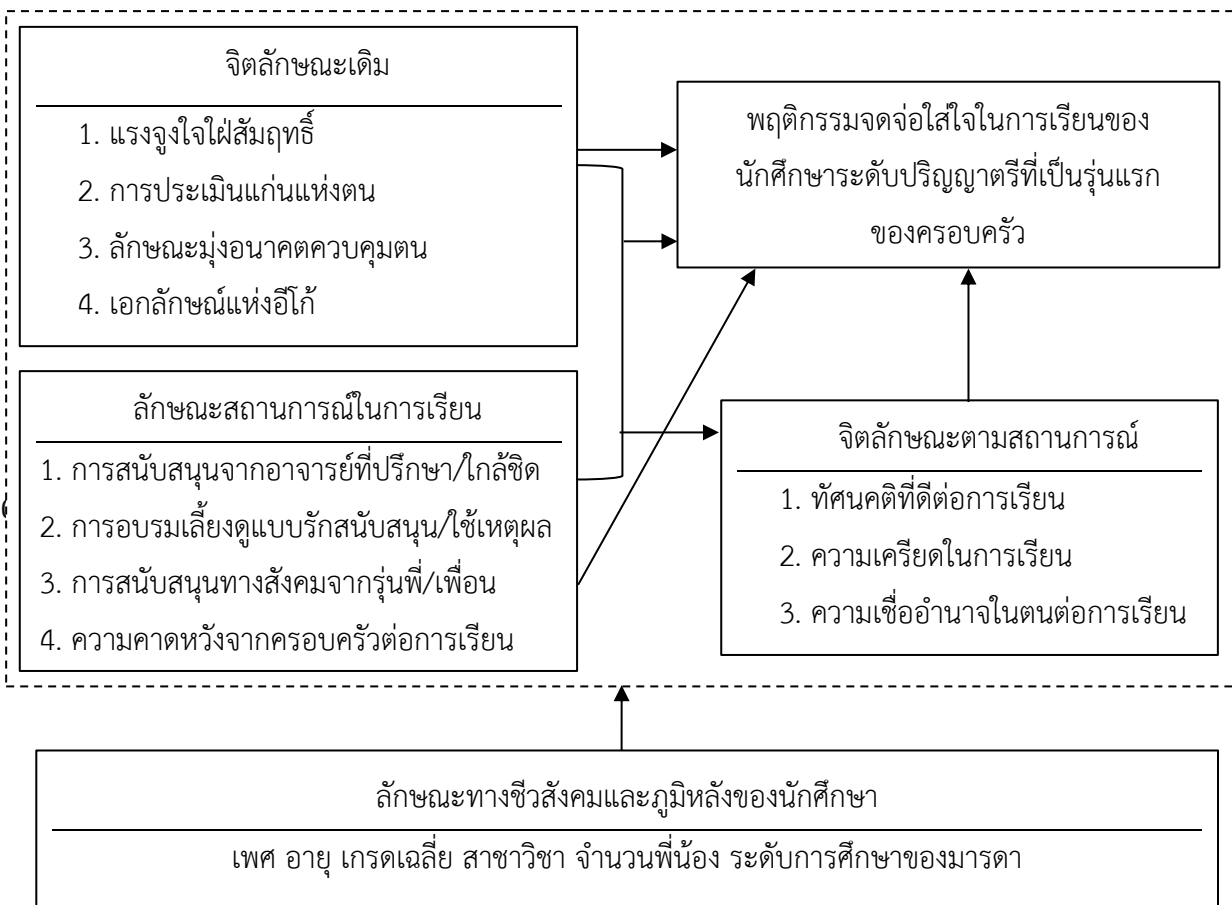 จิตลักษณะเดิม
1. แรงจูงใจใฝ่สัมฤทธิ์
2. การประเมินแก่นแห่งตน
3. ลักษณะมุ่งอนาคตควบคุมตน
4. เอกลักษณ์แห่งอีโก้
พฤติกรรมจดจ่อใส่ใจในการเรียนของ
นักศึกษาระดับปริญญาตรีที่เป็นรุ่นแรก
ของครอบครัว
ลักษณะสถานการณ์ในการเรียน
1. การสนับสนุนจากอาจารย์ที่ปรึกษา/ใกล้ชิด
2. การอบรมเลี้ยงดูแบบรักสนับสนุน/ใช้เหตุผล
3. การสนับสนุนทางสังคมจากรุ่นพี่/เพื่อน
4. ความคาดหวังจากครอบครัวต่อการเรียน
จิตลักษณะตามสถานการณ์
1. ทัศนคติที่ดีต่อการเรียน
2. ความเครียดในการเรียน
3. ความเชื่ออำนาจในตนต่อการเรียน
ลักษณะทางชีวสังคมและภูมิหลังของนักศึกษา
เพศ อายุ เกรดเฉลี่ย สาขาวิชา จำนวนพี่น้อง ระดับการศึกษาของมารดา